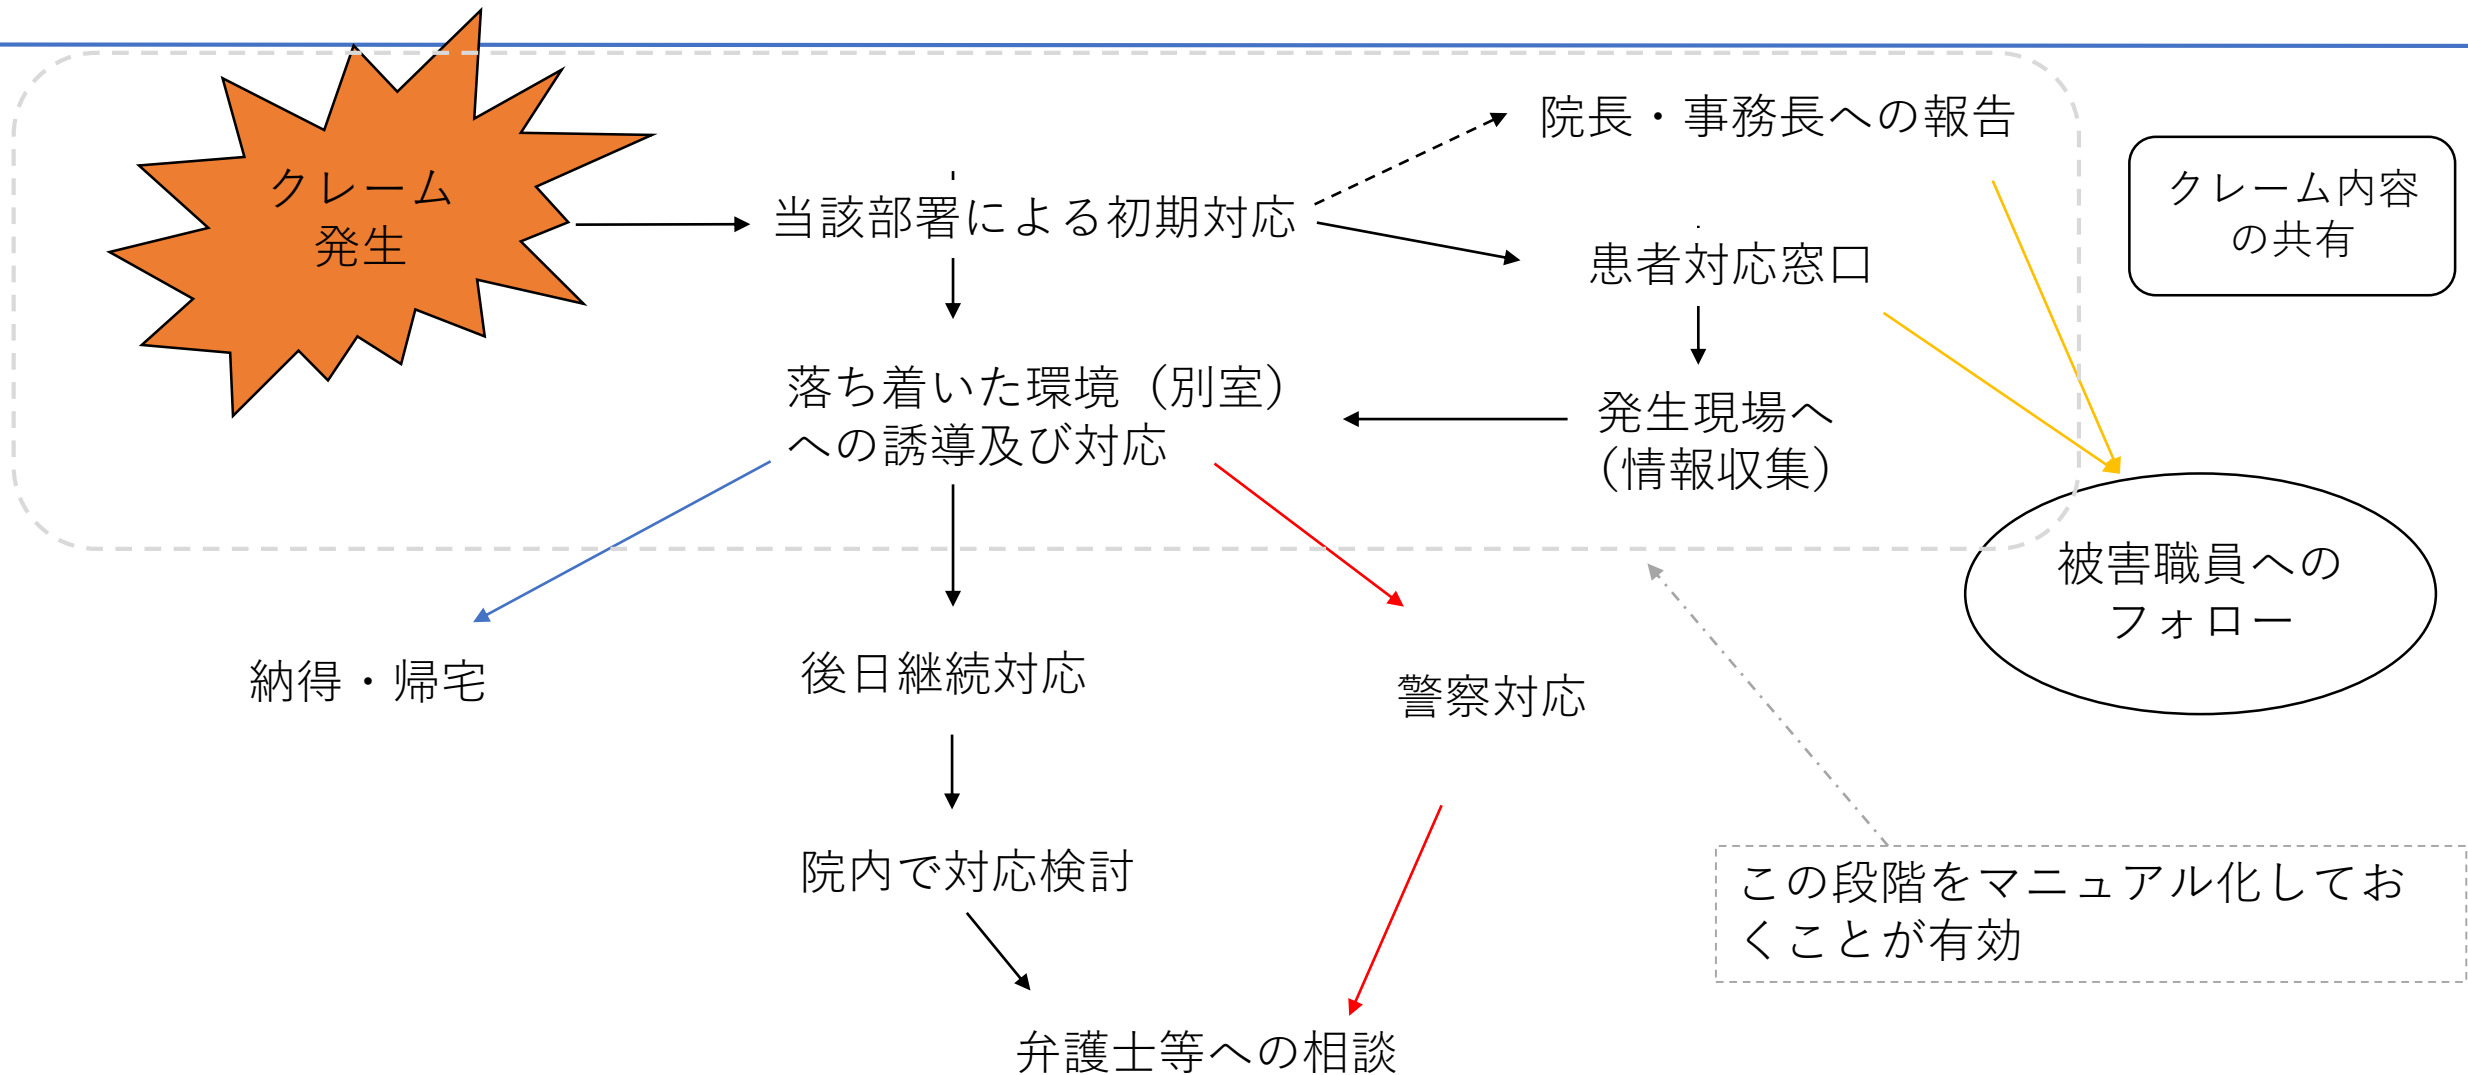 クレーム
発生
当該部署による初期対応
院長・事務長への報告
クレーム内容
の共有
患者対応窓口
落ち着いた環境（別室）
への誘導及び対応
発生現場へ
（情報収集）
被害職員への
フォロー
納得・帰宅
後日継続対応
警察対応
院内で対応検討
この段階をマニュアル化してお
くことが有効
弁護士等への相談